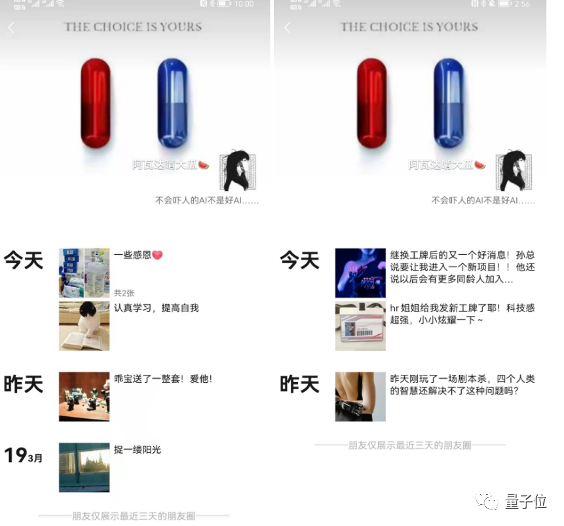 10:00
THE CHOICE IS YOURS
阿瓦达啃大瓜🍉
不会吓人的AI不是好AI……
今天
一些感恩❤
共2张
认真学习，提高自我
昨天
乖宝送了一整套！爱他！
19 3月
捉一缕阳光
朋友仅展示最近三天的朋友圈
2:56
THE CHOICE IS YOURS
阿瓦达啃大瓜🍉
不会吓人的AI不是好AI……
今天
继换工牌后的又一个好消息！孙总
说要让我进入一个新项目！！他还
说以后会有更多同龄人加入...
hr姐姐给我发新工牌了耶！科技感
超强，小小炫耀一下~
昨天
昨天刚玩了一场剧本杀，四个人类
的智慧还解决不了这种问题吗？
朋友仅展示最近三天的朋友圈
量子位